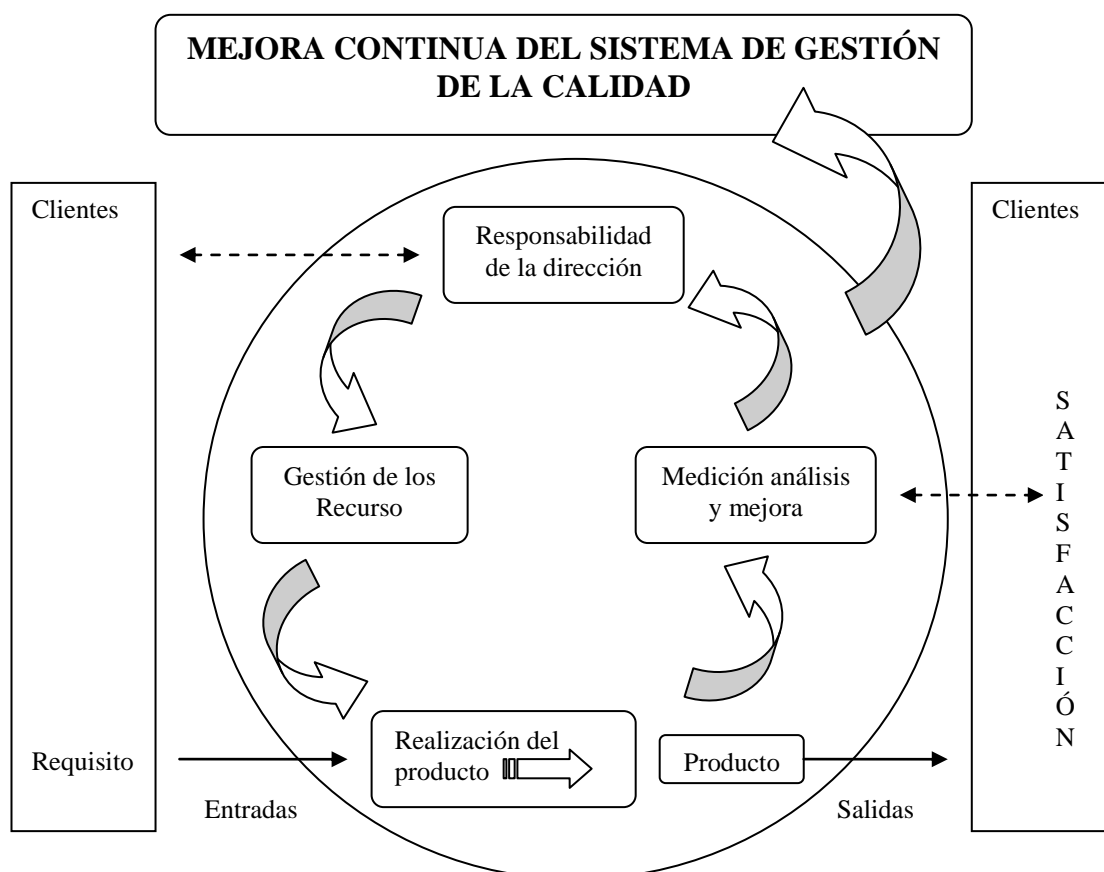 MEJORA CONTINUA DEL SISTEMA DE GESTIÓN
DE LA CALIDAD
Clientes
Clientes
Responsabilidad
de la dirección
Gestión de los
Recurso
Medición análisis
y mejora
SATISFACCIÓN
Realización del
producto
Producto
Requisito
Entradas
Salidas